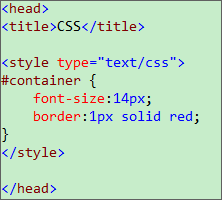 <head>
<title>CSS</title>

<style type="text/css">
#container {
    font-size:14px;
    border:1px solid red;
}
</style>

</head>